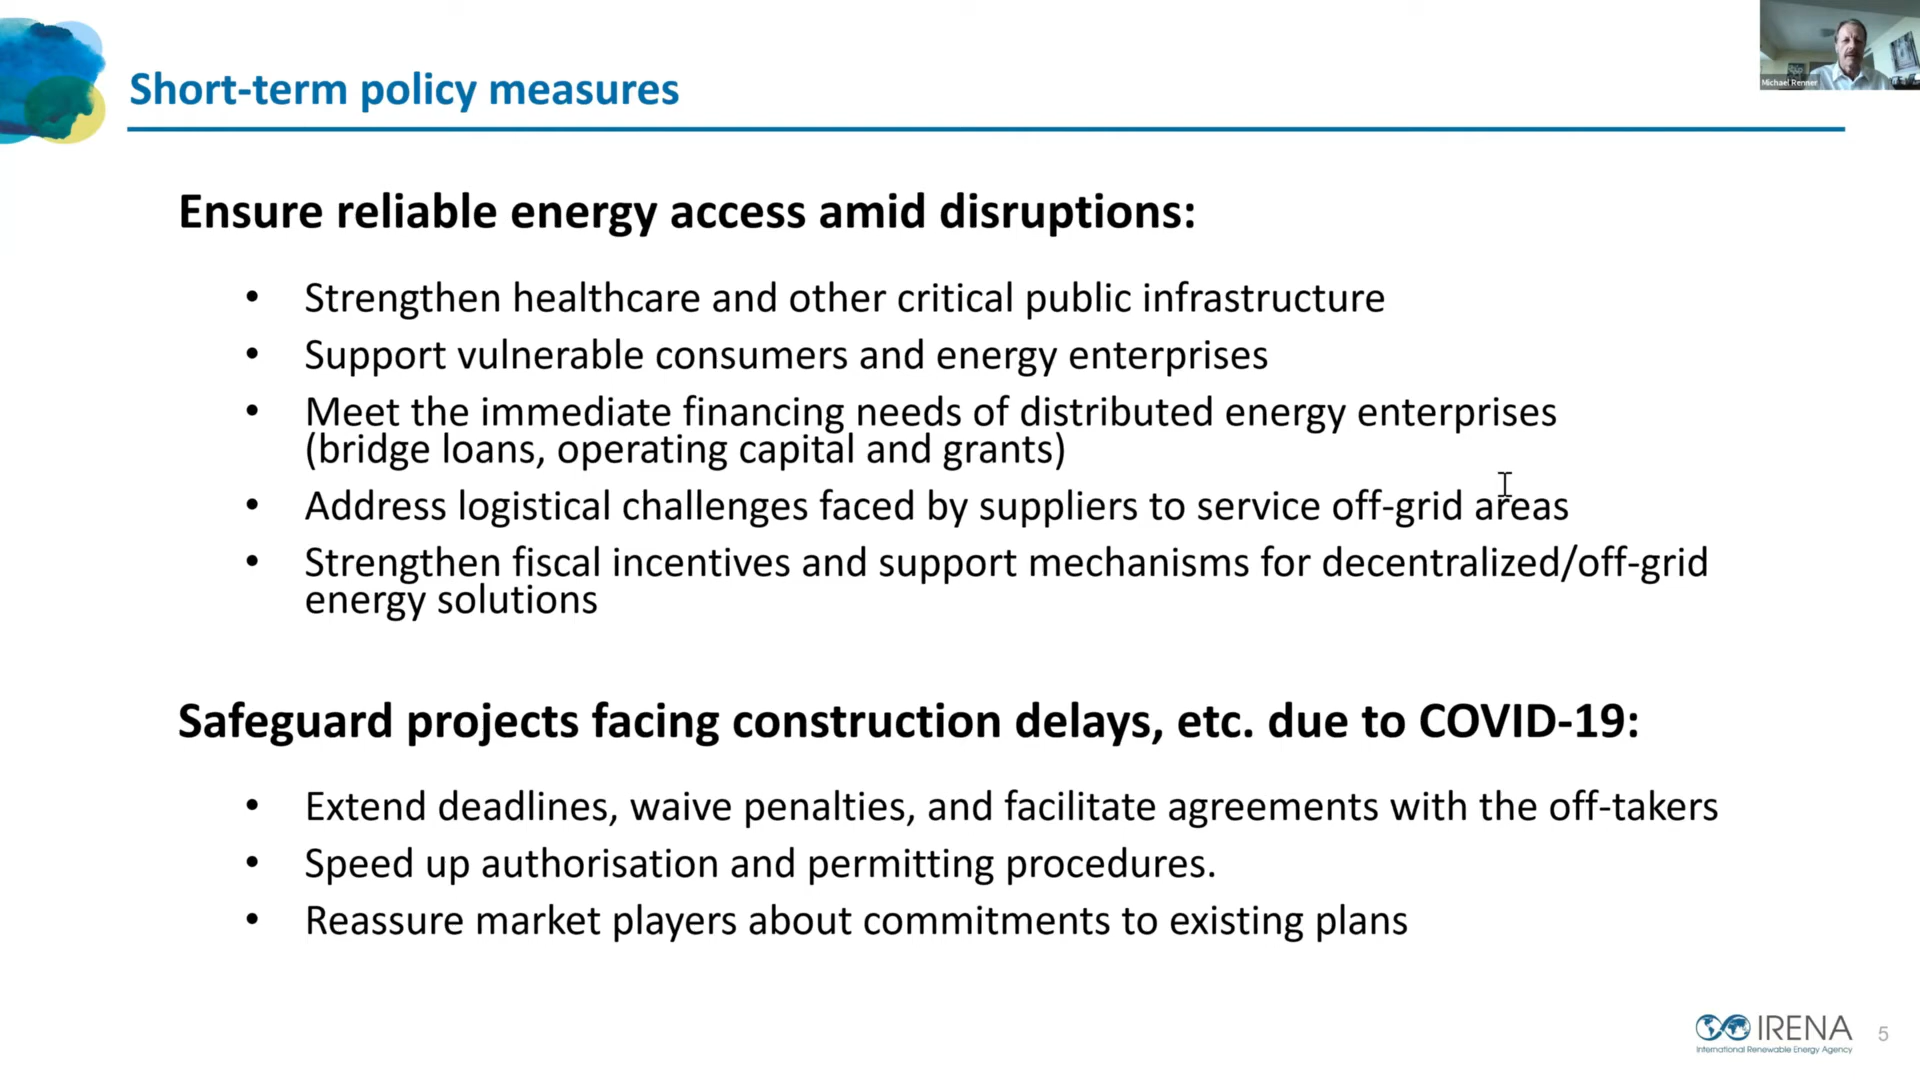 Short-term policy measures
Michael Renner
Ensure reliable energy access amid disruptions:
• Strengthen healthcare and other critical public infrastructure
• Support vulnerable consumers and energy enterprises
• Meet the immediate financing needs of distributed energy enterprises
(bridge loans, operating capital and grants)
• Address logistical challenges faced by suppliers to service off-grid areas
• Strengthen fiscal incentives and support mechanisms for decentralized/off-grid
energy solutions
Safeguard projects facing construction delays, etc. due to COVID-19:
• Extend deadlines, waive penalties, and facilitate agreements with the off-takers
• Speed up authorisation and permitting procedures.
• Reassure market players about commitments to existing plans
IRENA
International Renewable Energy Agency
5